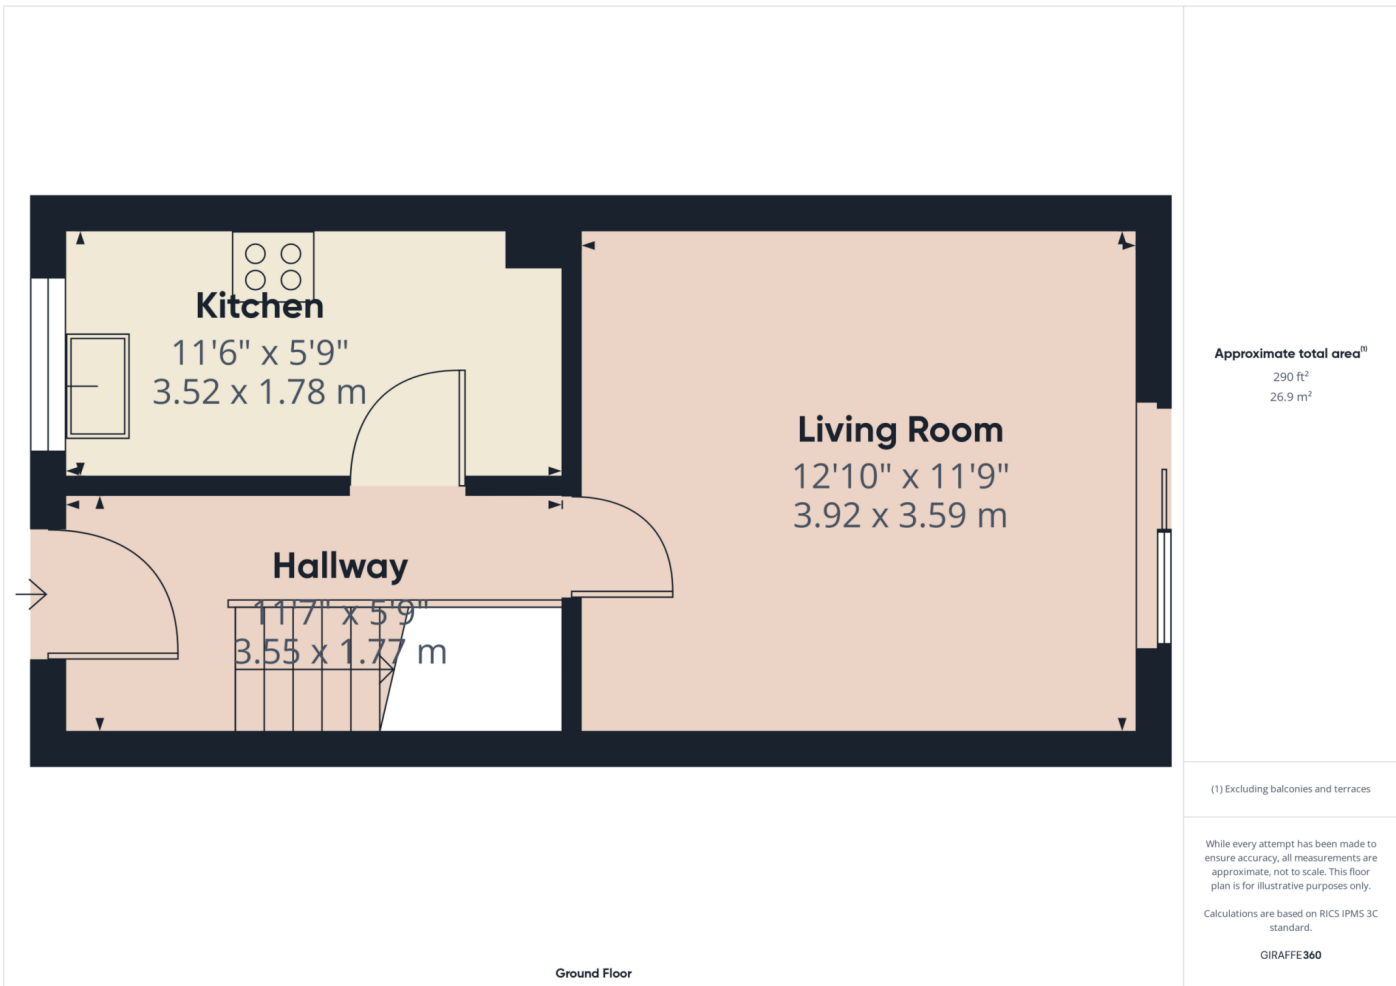 Kitchen
11'6" x 5'9"
3.52 x 1.78 m
Living Room
12'10" x 11'9"
3.92 x 3.59 m
Hallway
11'7" x 5'9"
3.55 x 1.77 m
Ground Floor
Approximate total area(1)
290 ft²
26.9 m²
(1) Excluding balconies and terraces
While every attempt has been made to
ensure accuracy, all measurements are
approximate, not to scale. This floor
plan is for illustrative purposes only.
Calculations are based on RICS IPMS 3C
standard.
GIRAFFE360